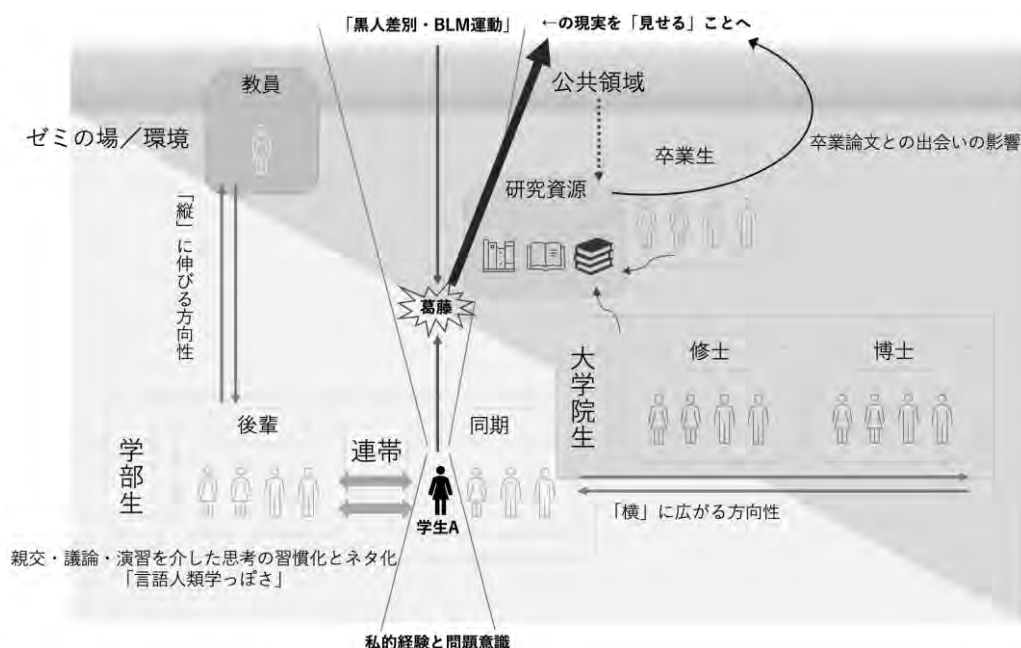 「黒人差別・BLM運動」
←の現実を「見せる」ことへ
教員
公共領域
ゼミの場／環境
卒業生
卒業論文との出会いの影響
研究資源
「縦」に伸びる方向性
葛藤
大学院生
修士
博士
後輩
同期
学部生
連帯
学生A
「横」に広がる方向性
親交・議論・演習を介した思考の習慣化とネタ化
「言語人類学っぽさ」
私的経験と問題意識